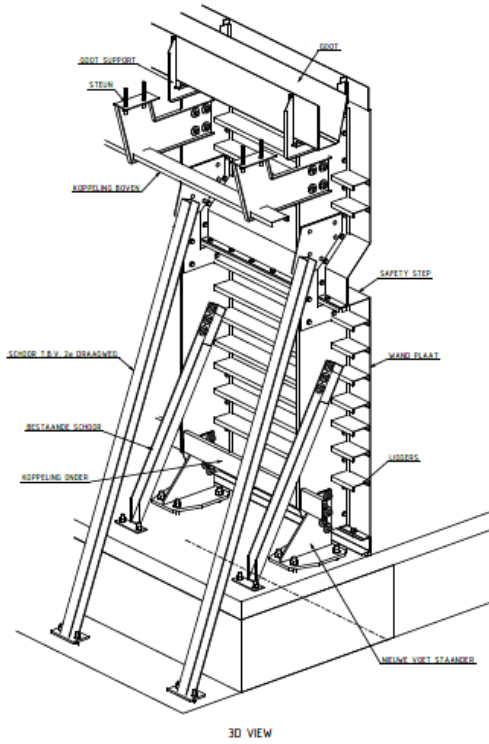 GOOT
GOOT SUPPORT
STEUN
KOPPELING BOVEN
SAFETY STEP
SCHOOR T.B.V. 2e DRAAGWEG
WAND PLAAT
BESTAANDE SCHOOR
LIGGERS
KOPPELING ONDER
NIEUWE VOET STAANDER
3D VIEW